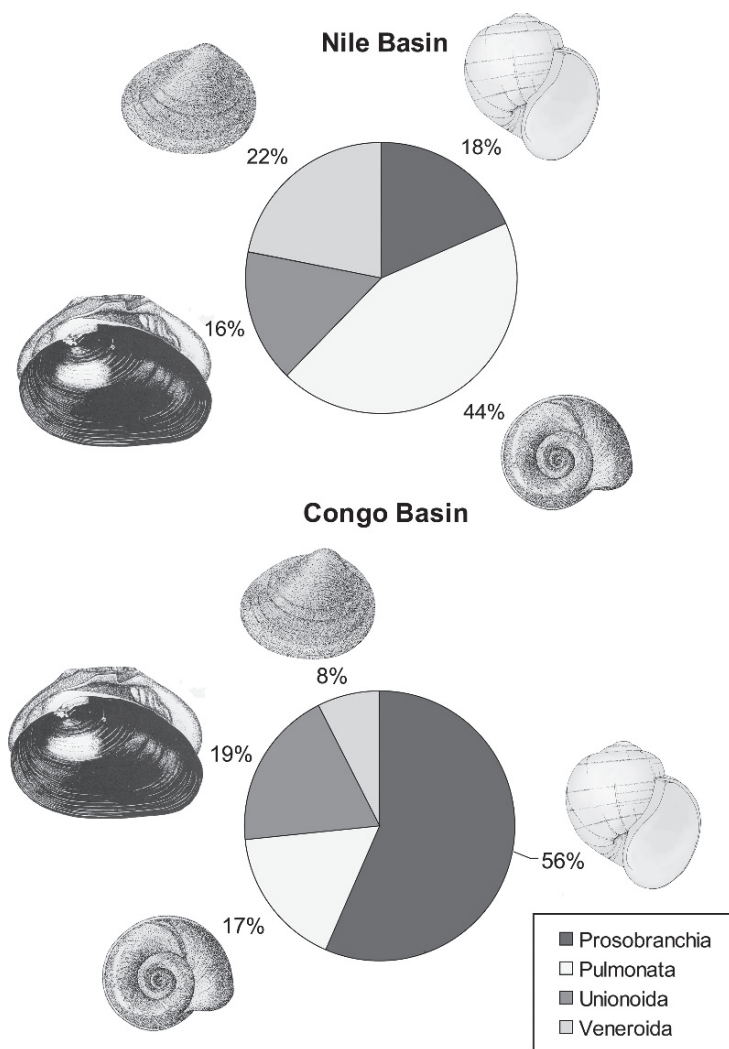 Nile Basin
18%
22%
16%
44%
Congo Basin
8%
19%
56%
17%
Prosobranchia
Pulmonata
Unionoida
Veneroida